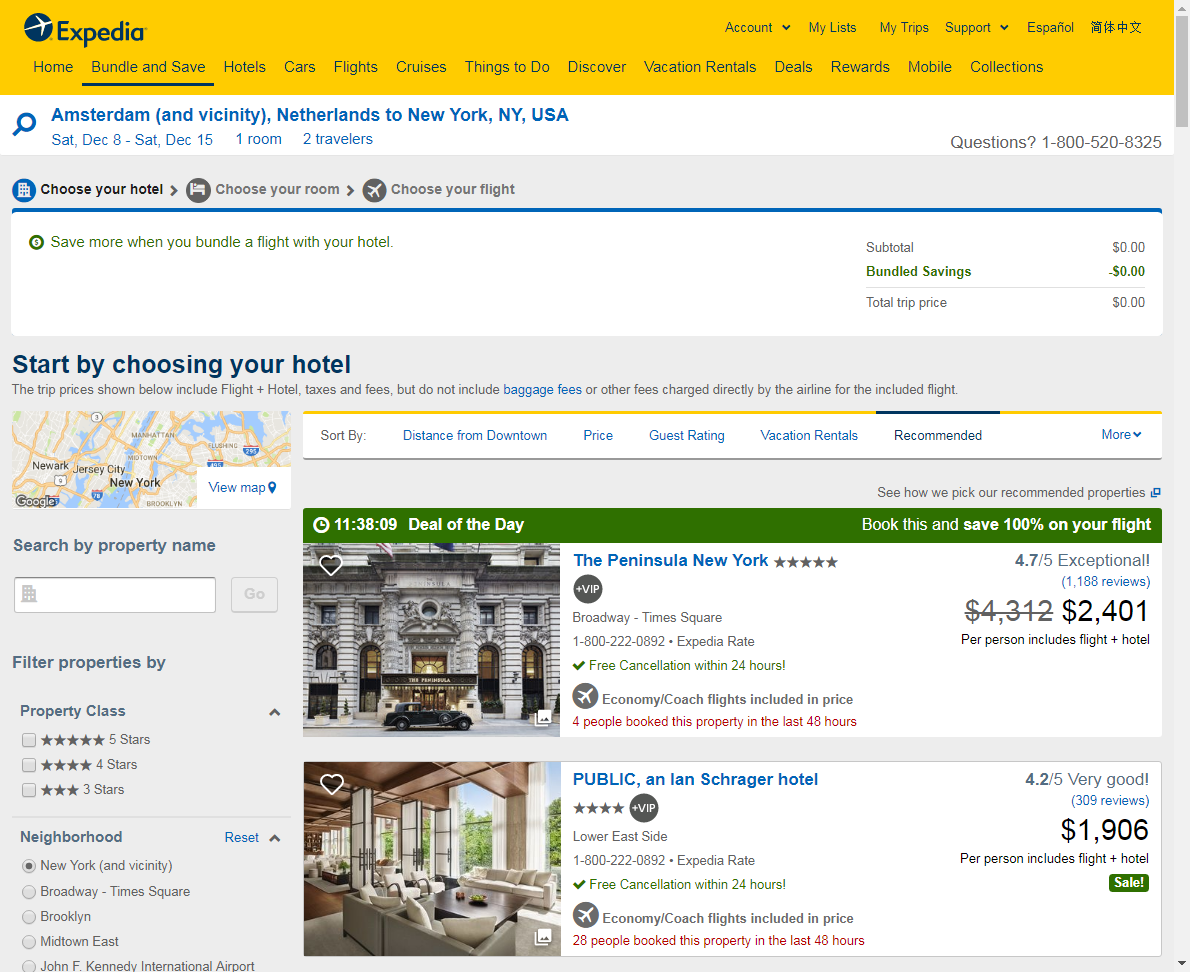 Expedia
Account
My Lists
My Trips
Support
Español
简体中文
Home
Bundle and Save
Hotels
Cars
Flights
Cruises
Things to Do
Discover
Vacation Rentals
Deals
Rewards
Mobile
Collections
Amsterdam (and vicinity), Netherlands to New York, NY, USA
Sat, Dec 8 - Sat, Dec 15 1 room 2 travelers
Questions? 1-800-520-8325
Choose your hotel
Choose your room
Choose your flight
Save more when you bundle a flight with your hotel.
Subtotal $0.00
Bundled Savings -$0.00
Total trip price $0.00
Start by choosing your hotel
The trip prices shown below include Flight + Hotel, taxes and fees, but do not include baggage fees or other fees charged directly by the airline for the included flight.
3
MANHATTAN
FLUSHING
295
MIDTOWN
495
Newark
Jersey City
9
New York
78
BROOKLYN
Google
View map
Search by property name
Go
Filter properties by
Property Class
★★★★★ 5 Stars
★★★★ 4 Stars
★★★ 3 Stars
Neighborhood Reset
New York (and vicinity)
Broadway - Times Square
Brooklyn
Midtown East
John F. Kennedy International Airport
Sort By:
Distance from Downtown
Price
Guest Rating
Vacation Rentals
Recommended
More
See how we pick our recommended properties
11:38:09 Deal of the Day
Book this and save 100% on your flight
THE PENINSULA
The Peninsula New York ★★★★★
+VIP
Broadway - Times Square
1-800-222-0892 • Expedia Rate
Free Cancellation within 24 hours!
Economy/Coach flights included in price
4 people booked this property in the last 48 hours
4.7/5 Exceptional!
(1,188 reviews)
$4,312 $2,401
Per person includes flight + hotel
PUBLIC, an Ian Schrager hotel
★★★★ +VIP
Lower East Side
1-800-222-0892 • Expedia Rate
Free Cancellation within 24 hours!
Economy/Coach flights included in price
28 people booked this property in the last 48 hours
4.2/5 Very good!
(309 reviews)
$1,906
Per person includes flight + hotel
Sale!